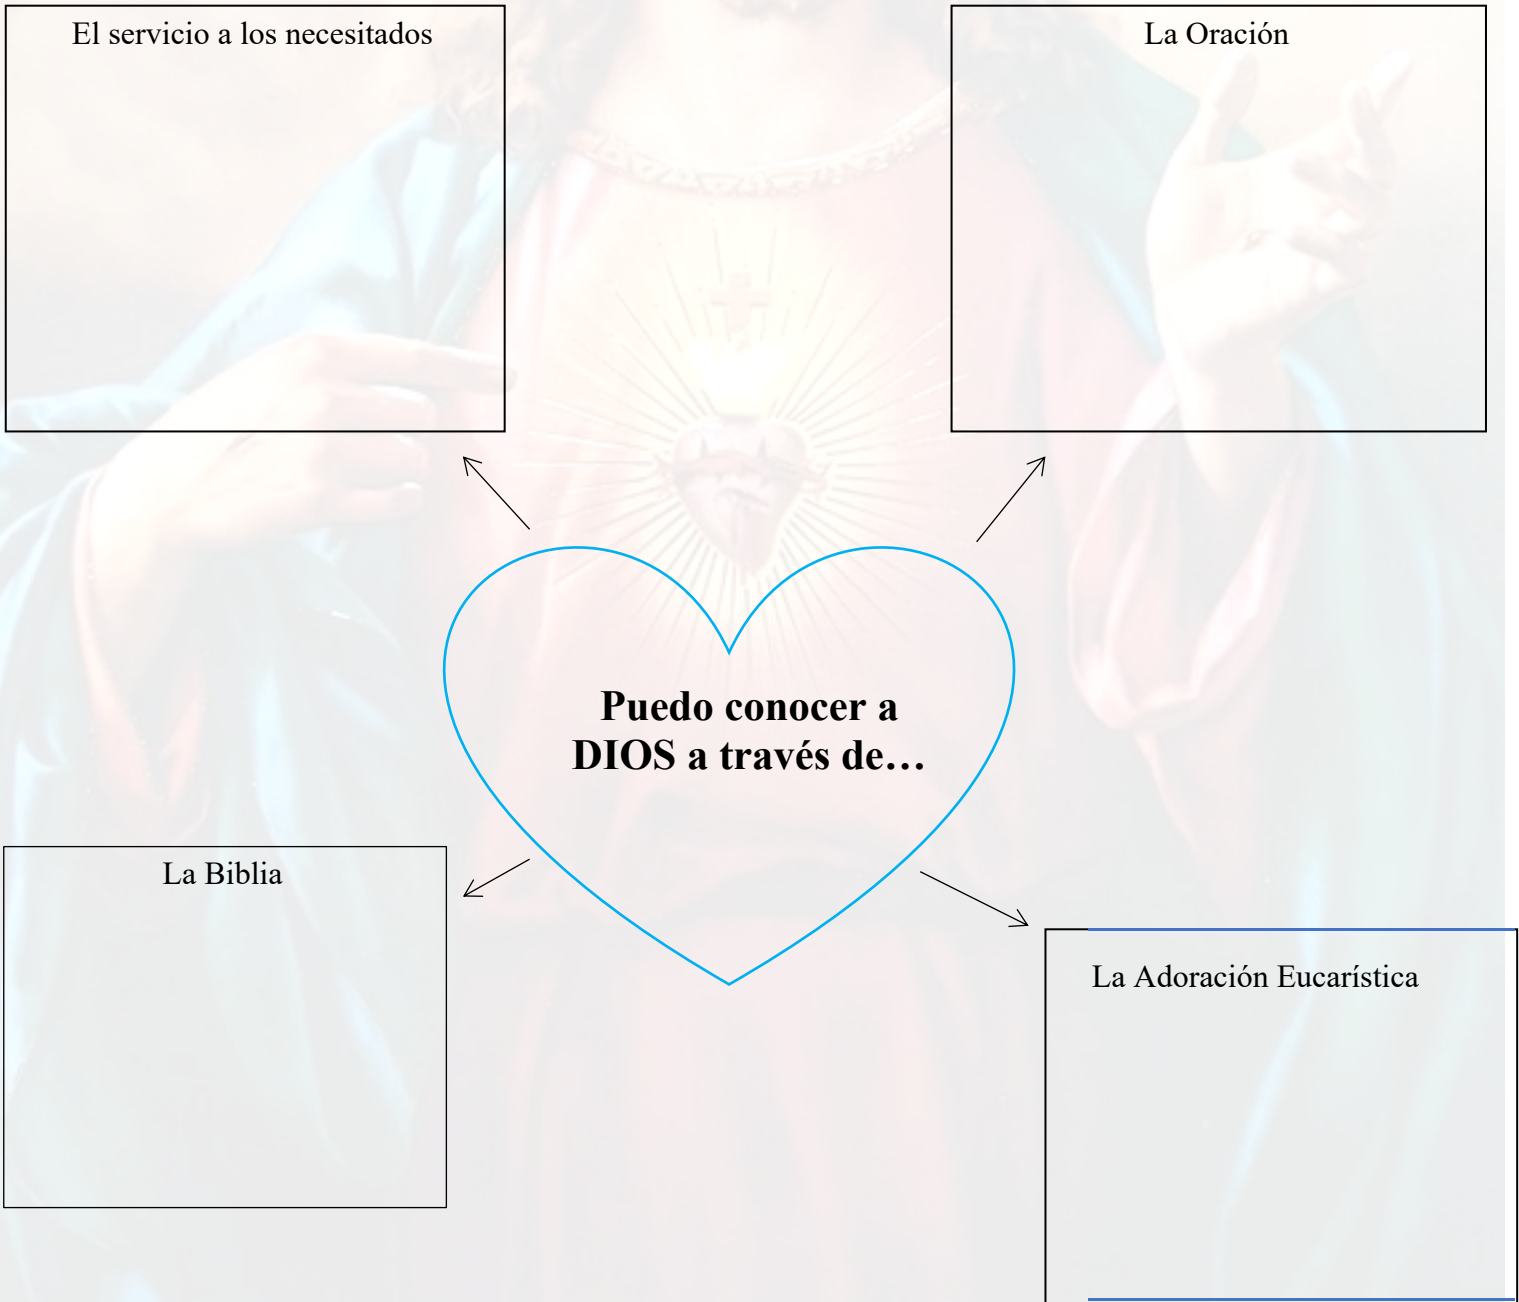 El servicio a los necesitados
La Oración
Puedo conocer a
DIOS a través de…
La Biblia
La Adoración Eucarística